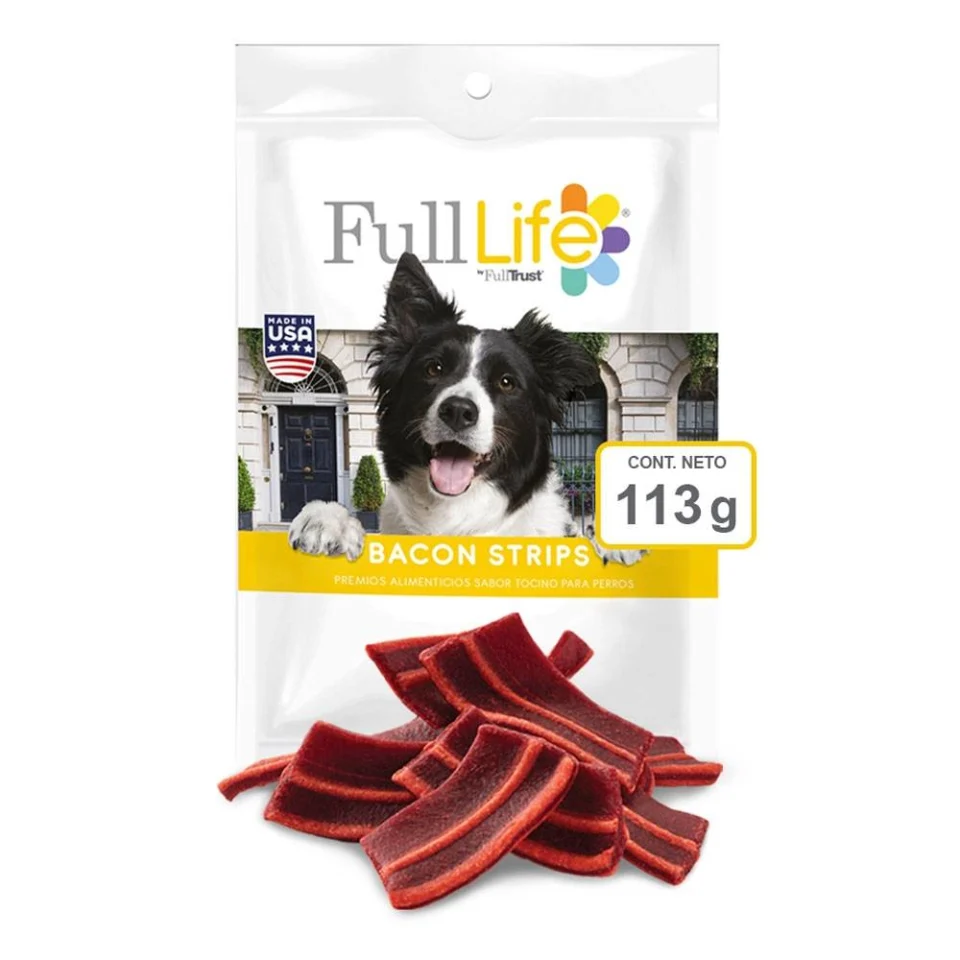 Full Life ®
by FullTrust
MADE IN
USA
CONT. NETO
113 g
BACON STRIPS
PREMIOS ALIMENTICIOS SABOR TOCINO PARA PERROS